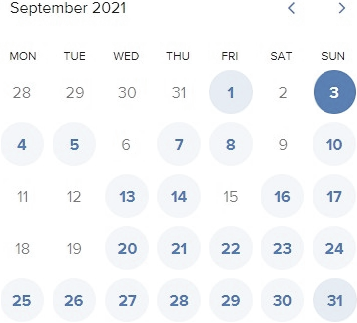 September 2021
MON TUE WED THU FRI SAT SUN
28 29 30 31 1 2 3
4 5 6 7 8 9 10
11 12 13 14 15 16 17
18 19 20 21 22 23 24
25 26 27 28 29 30 31